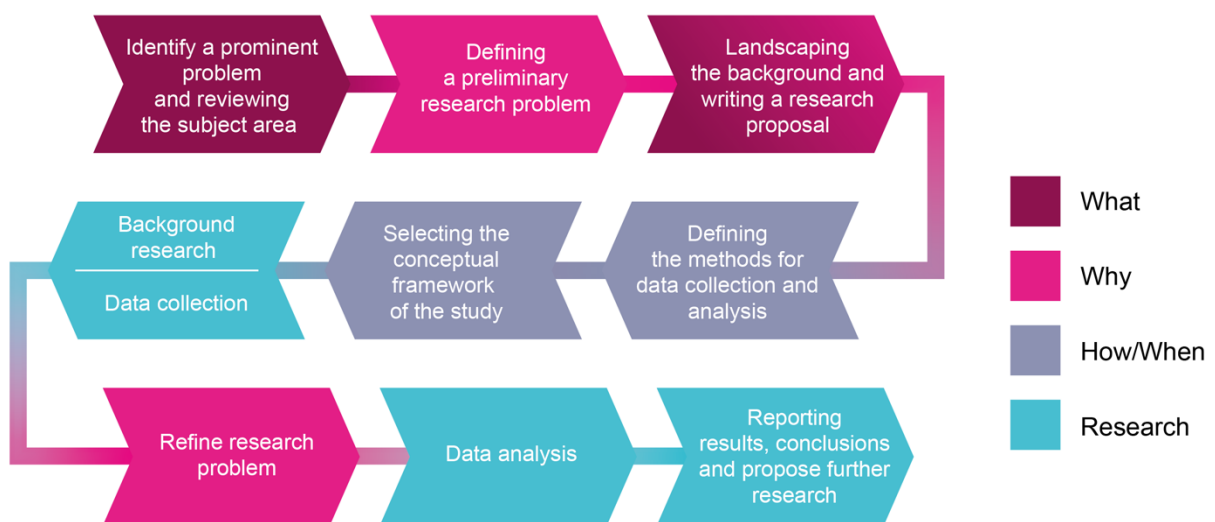 Identify a prominent
problem
and reviewing
the subject area
Defining
a preliminary
research problem
Landscaping
the background and
writing a research
proposal
Defining
the methods for
data collection and
analysis
Selecting the
conceptual
framework
of the study
Background
research
Data collection
Refine research
problem
Data analysis
Reporting
results, conclusions
and propose further
research
What
Why
How/When
Research